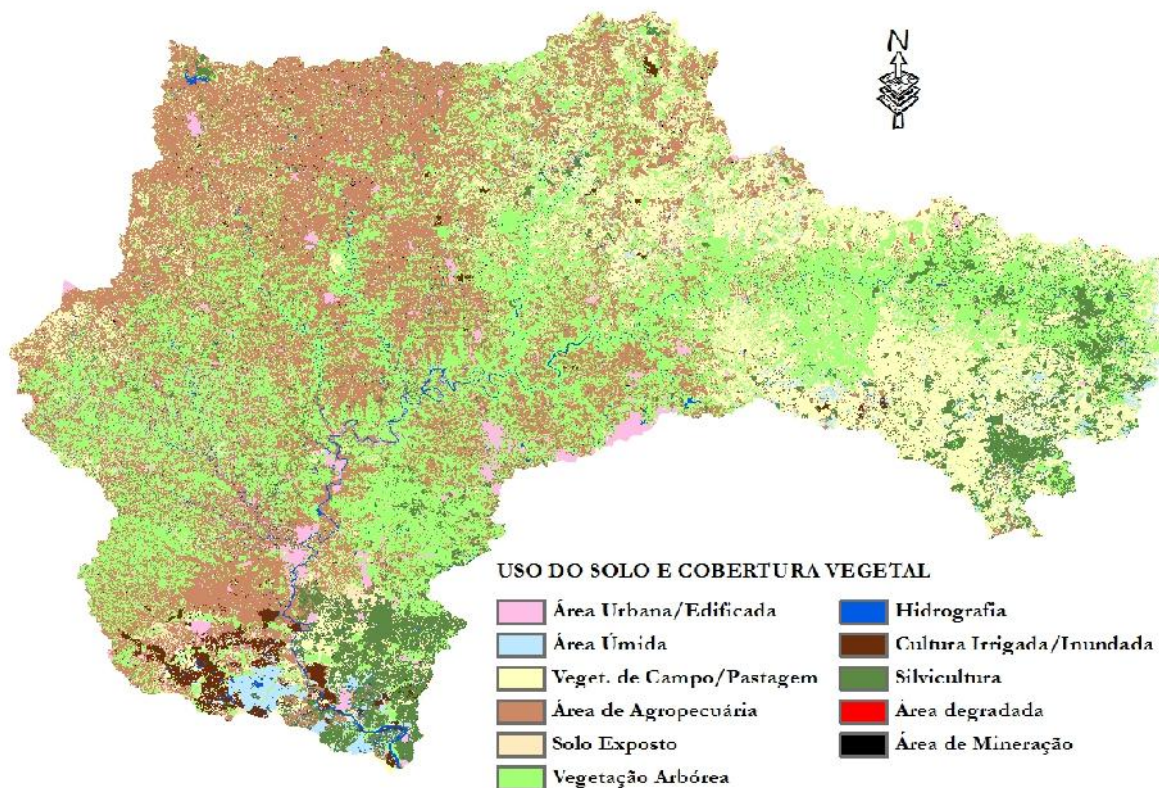 N
USO DO SOLO E COBERTURA VEGETAL
Área Urbana/Edificada
Área Úmida
Veget. de Campo/Pastagem
Área de Agropecuária
Solo Exposto
Vegetação Arbórea
Hidrografia
Cultura Irrigada/Inundada
Silvicultura
Área degradada
Área de Mineração